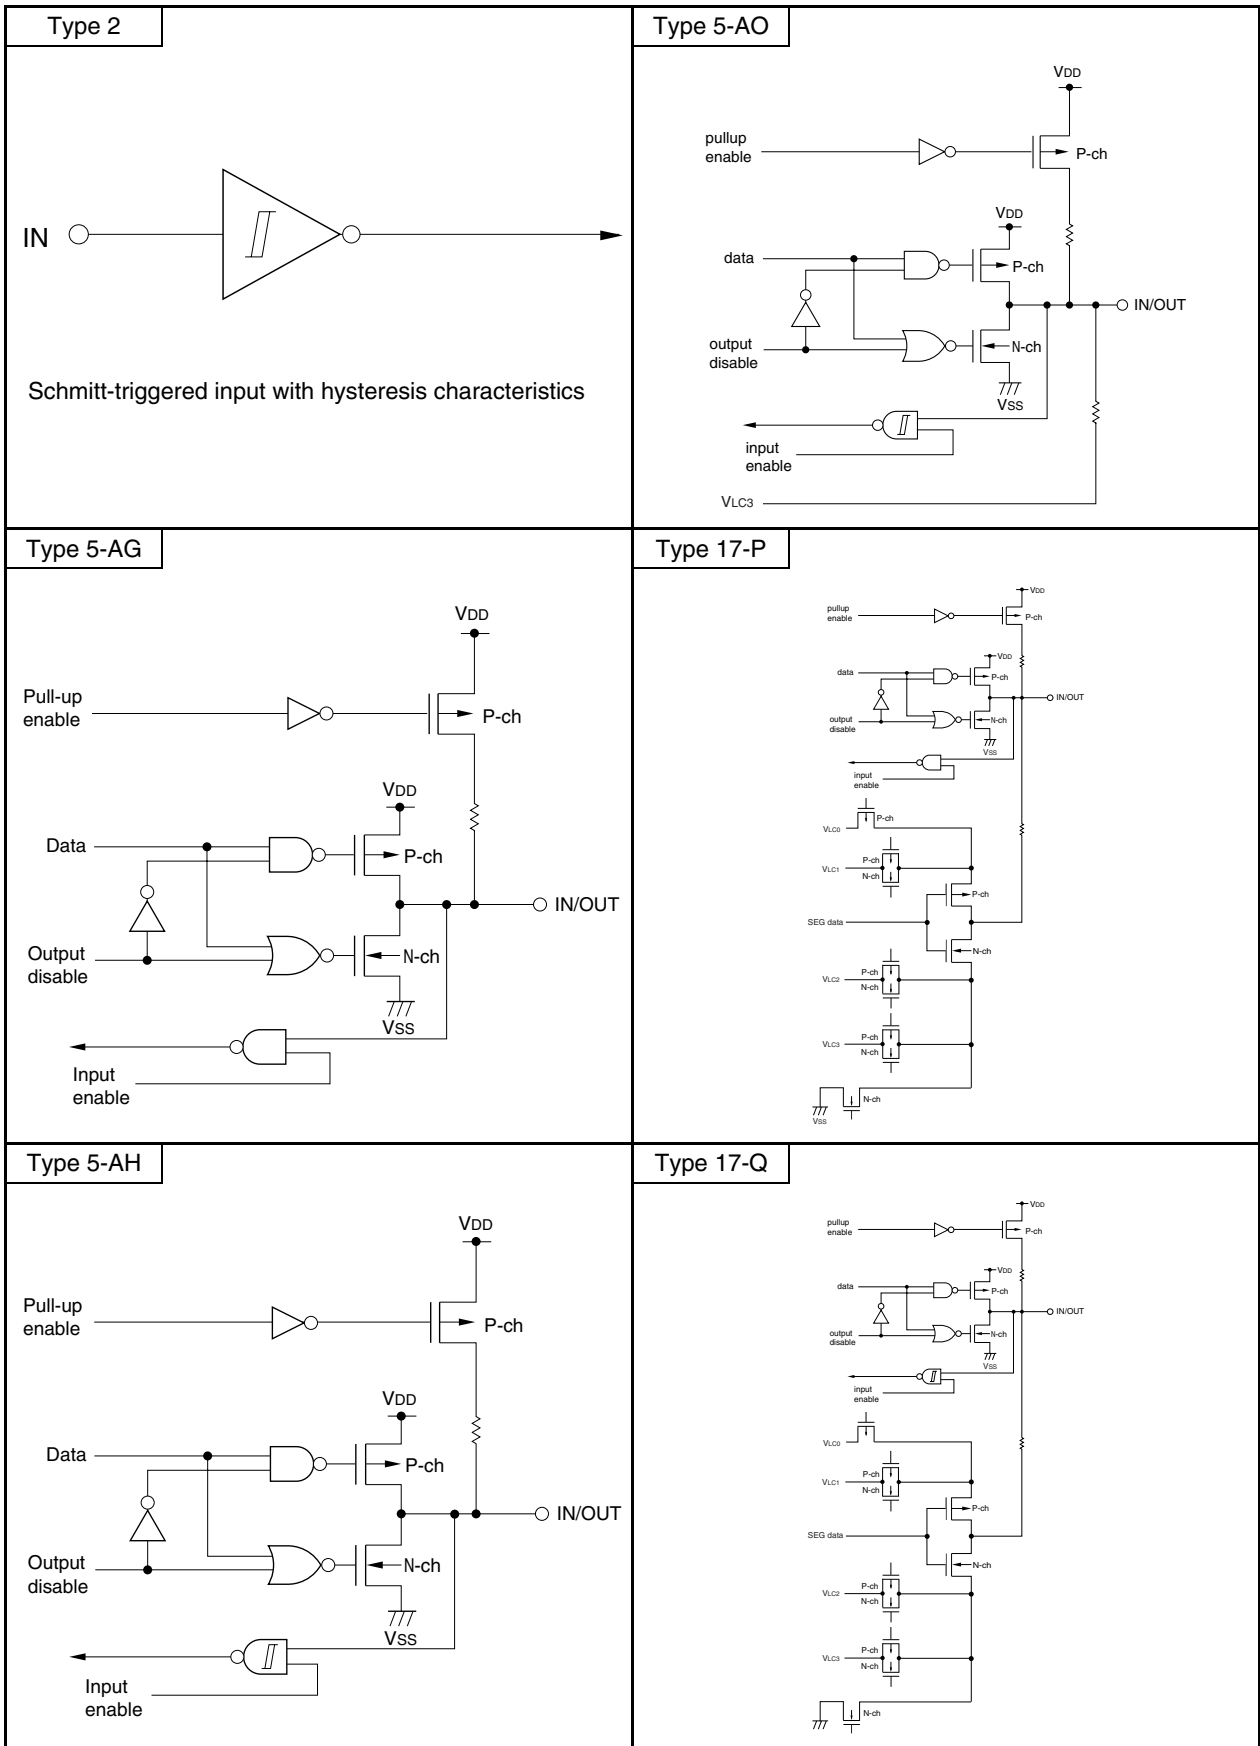 Type 2
IN
Schmitt-triggered input with hysteresis characteristics
Type 5-AO
VDD
pullup
enable
P-ch
VDD
data
P-ch
IN/OUT
output
disable
N-ch
VSS
input
enable
VLC3
Type 5-AG
VDD
Pull-up
enable
P-ch
VDD
Data
P-ch
IN/OUT
Output
disable
N-ch
VSS
Input
enable
Type 17-P
VDD
pullup
enable
P-ch
VDD
data
P-ch
IN/OUT
output
disable
N-ch
VSS
input
enable
P-ch
VLC0
P-ch
VLC1
N-ch
P-ch
SEG data
N-ch
P-ch
VLC2
N-ch
P-ch
VLC3
N-ch
N-ch
VSS
Type 5-AH
VDD
Pull-up
enable
P-ch
VDD
Data
P-ch
IN/OUT
Output
disable
N-ch
VSS
Input
enable
Type 17-Q
VDD
pullup
enable
P-ch
VDD
data
P-ch
IN/OUT
output
disable
N-ch
VSS
input
enable
VLC0
P-ch
VLC1
N-ch
P-ch
SEG data
N-ch
P-ch
VLC2
N-ch
P-ch
VLC3
N-ch
N-ch